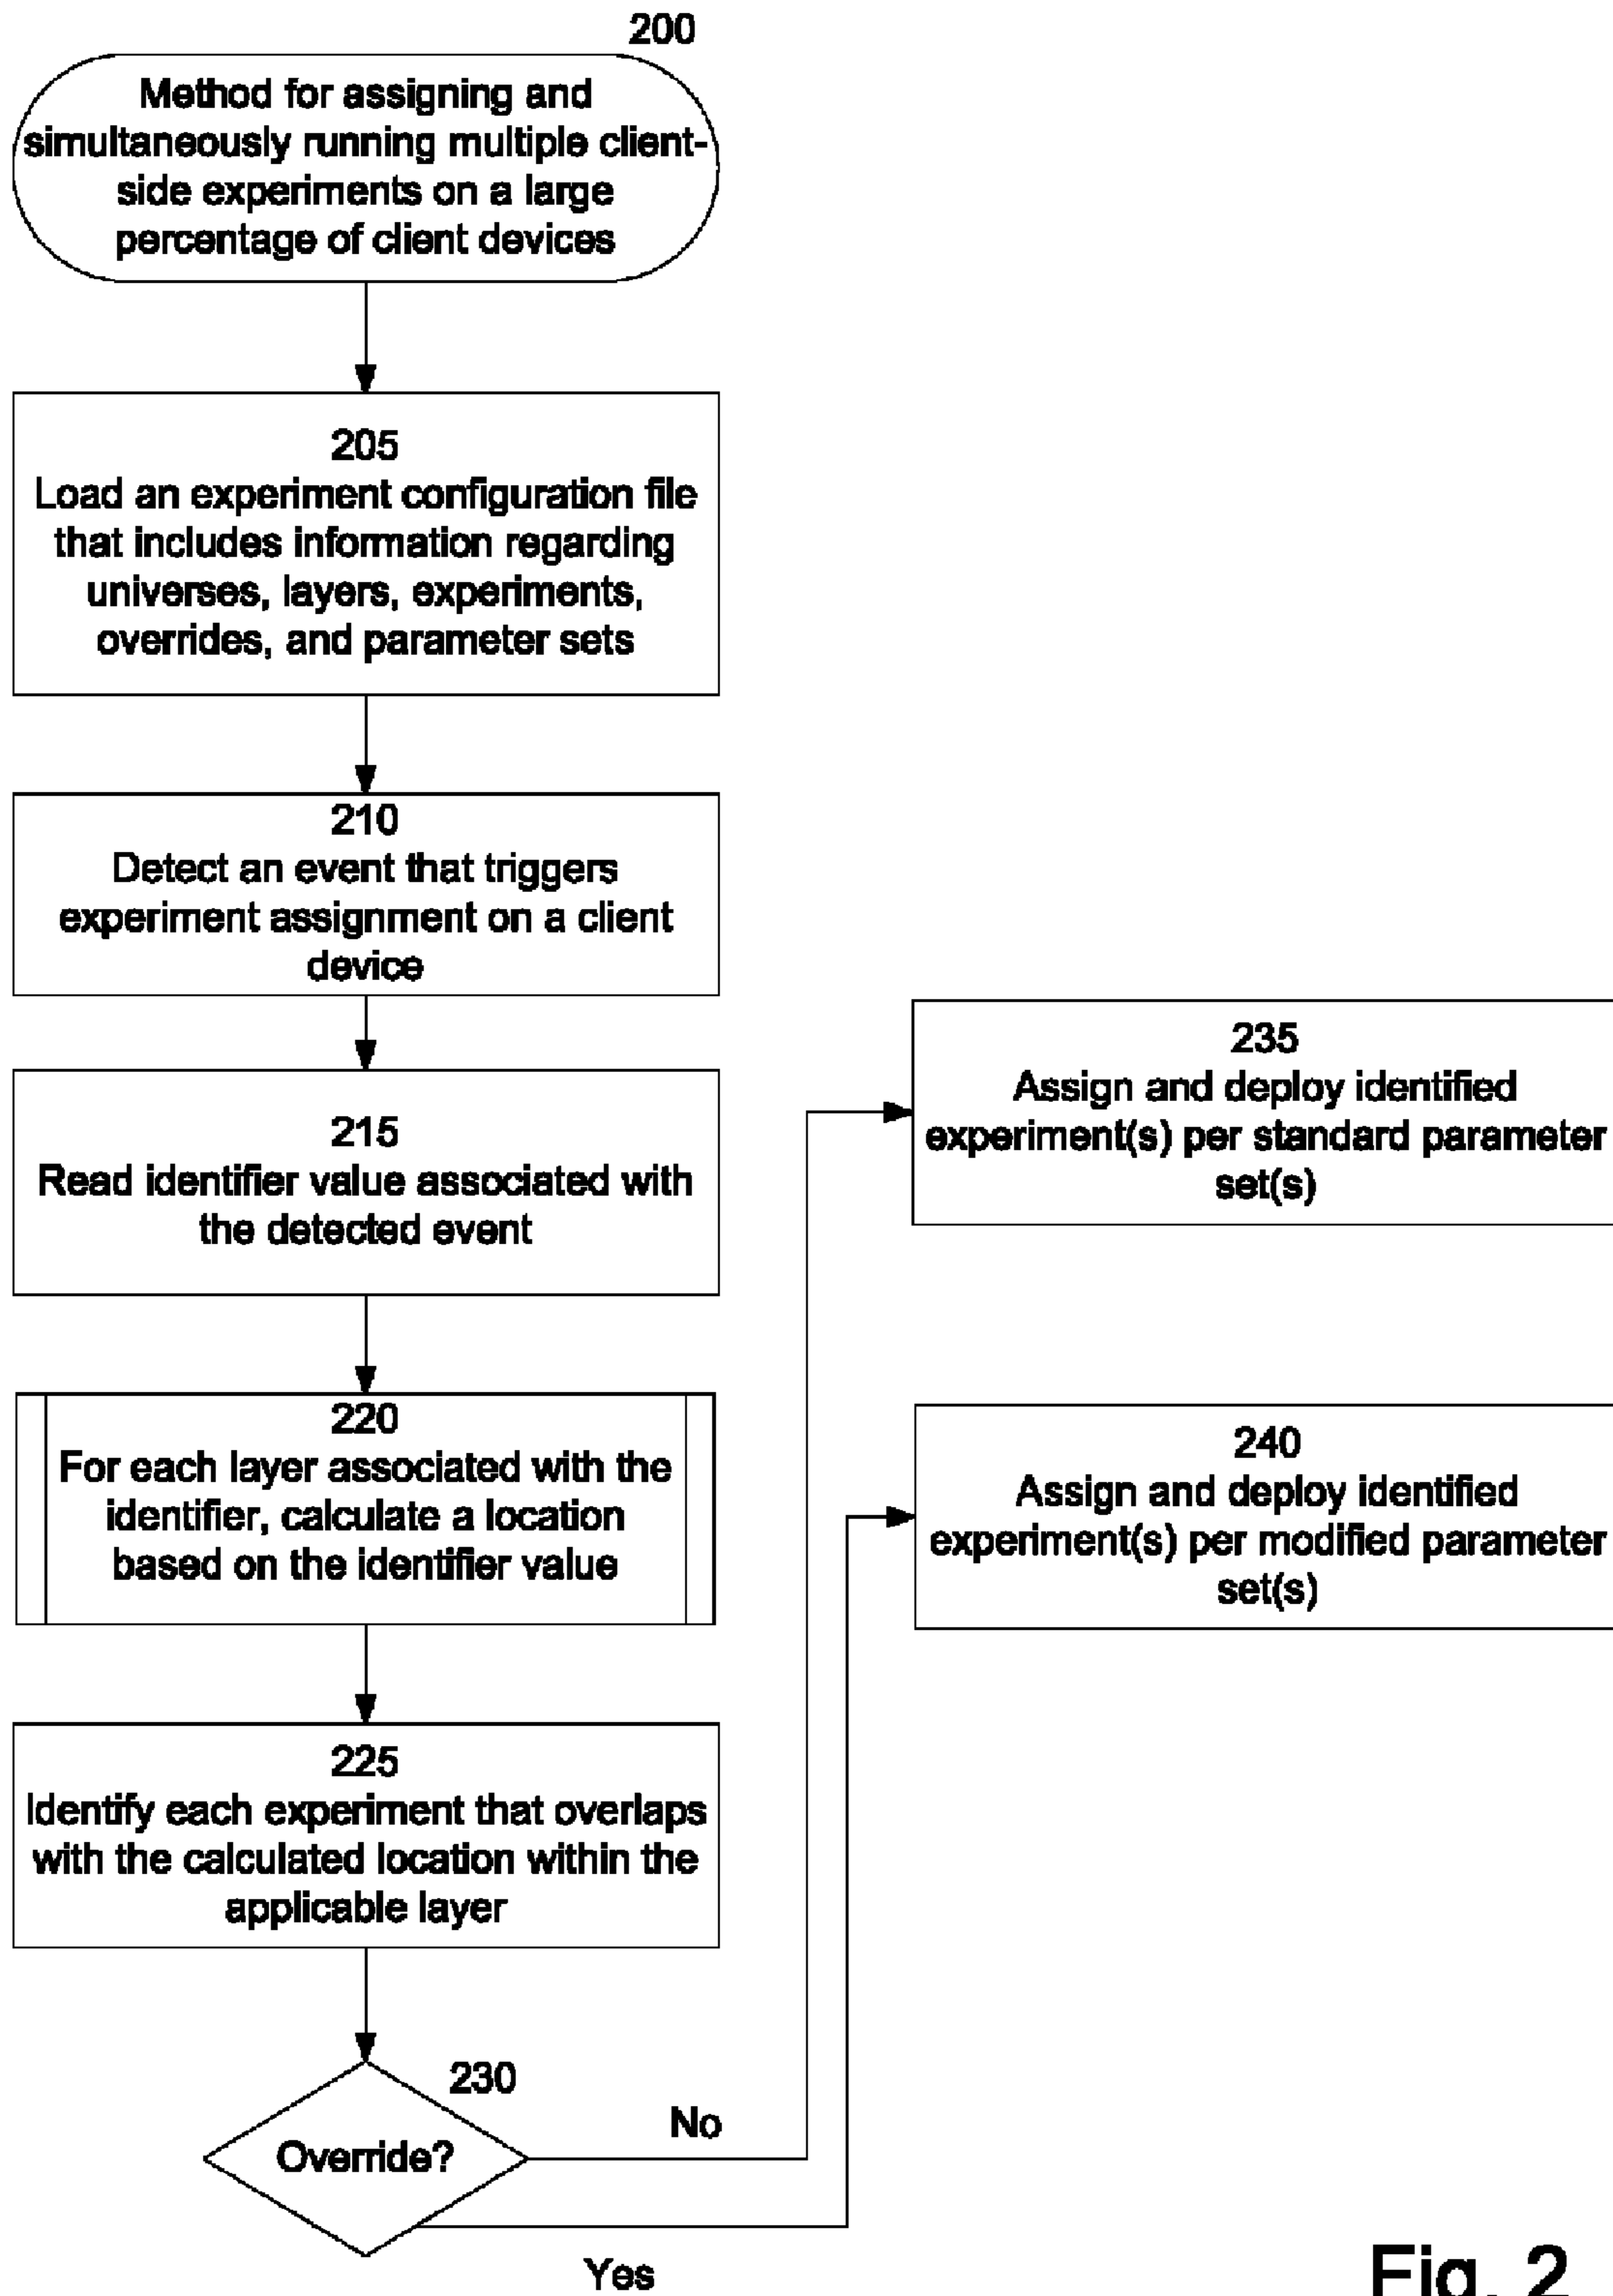 200
Method for assigning and
simultaneously running multiple client-
side experiments on a large
percentage of client devices
205
Load an experiment configuration file
that includes information regarding
universes, layers, experiments,
overrides, and parameter sets
210
Detect an event that triggers
experiment assignment on a client
device
215
Read identifier value associated with
the detected event
220
For each layer associated with the
identifier, calculate a location
based on the identifier value
225
Identify each experiment that overlaps
with the calculated location within the
applicable layer
230
Override?
No
Yes
235
Assign and deploy identified
experiment(s) per standard parameter
set(s)
240
Assign and deploy identified
experiment(s) per modified parameter
set(s)
Fig. 2